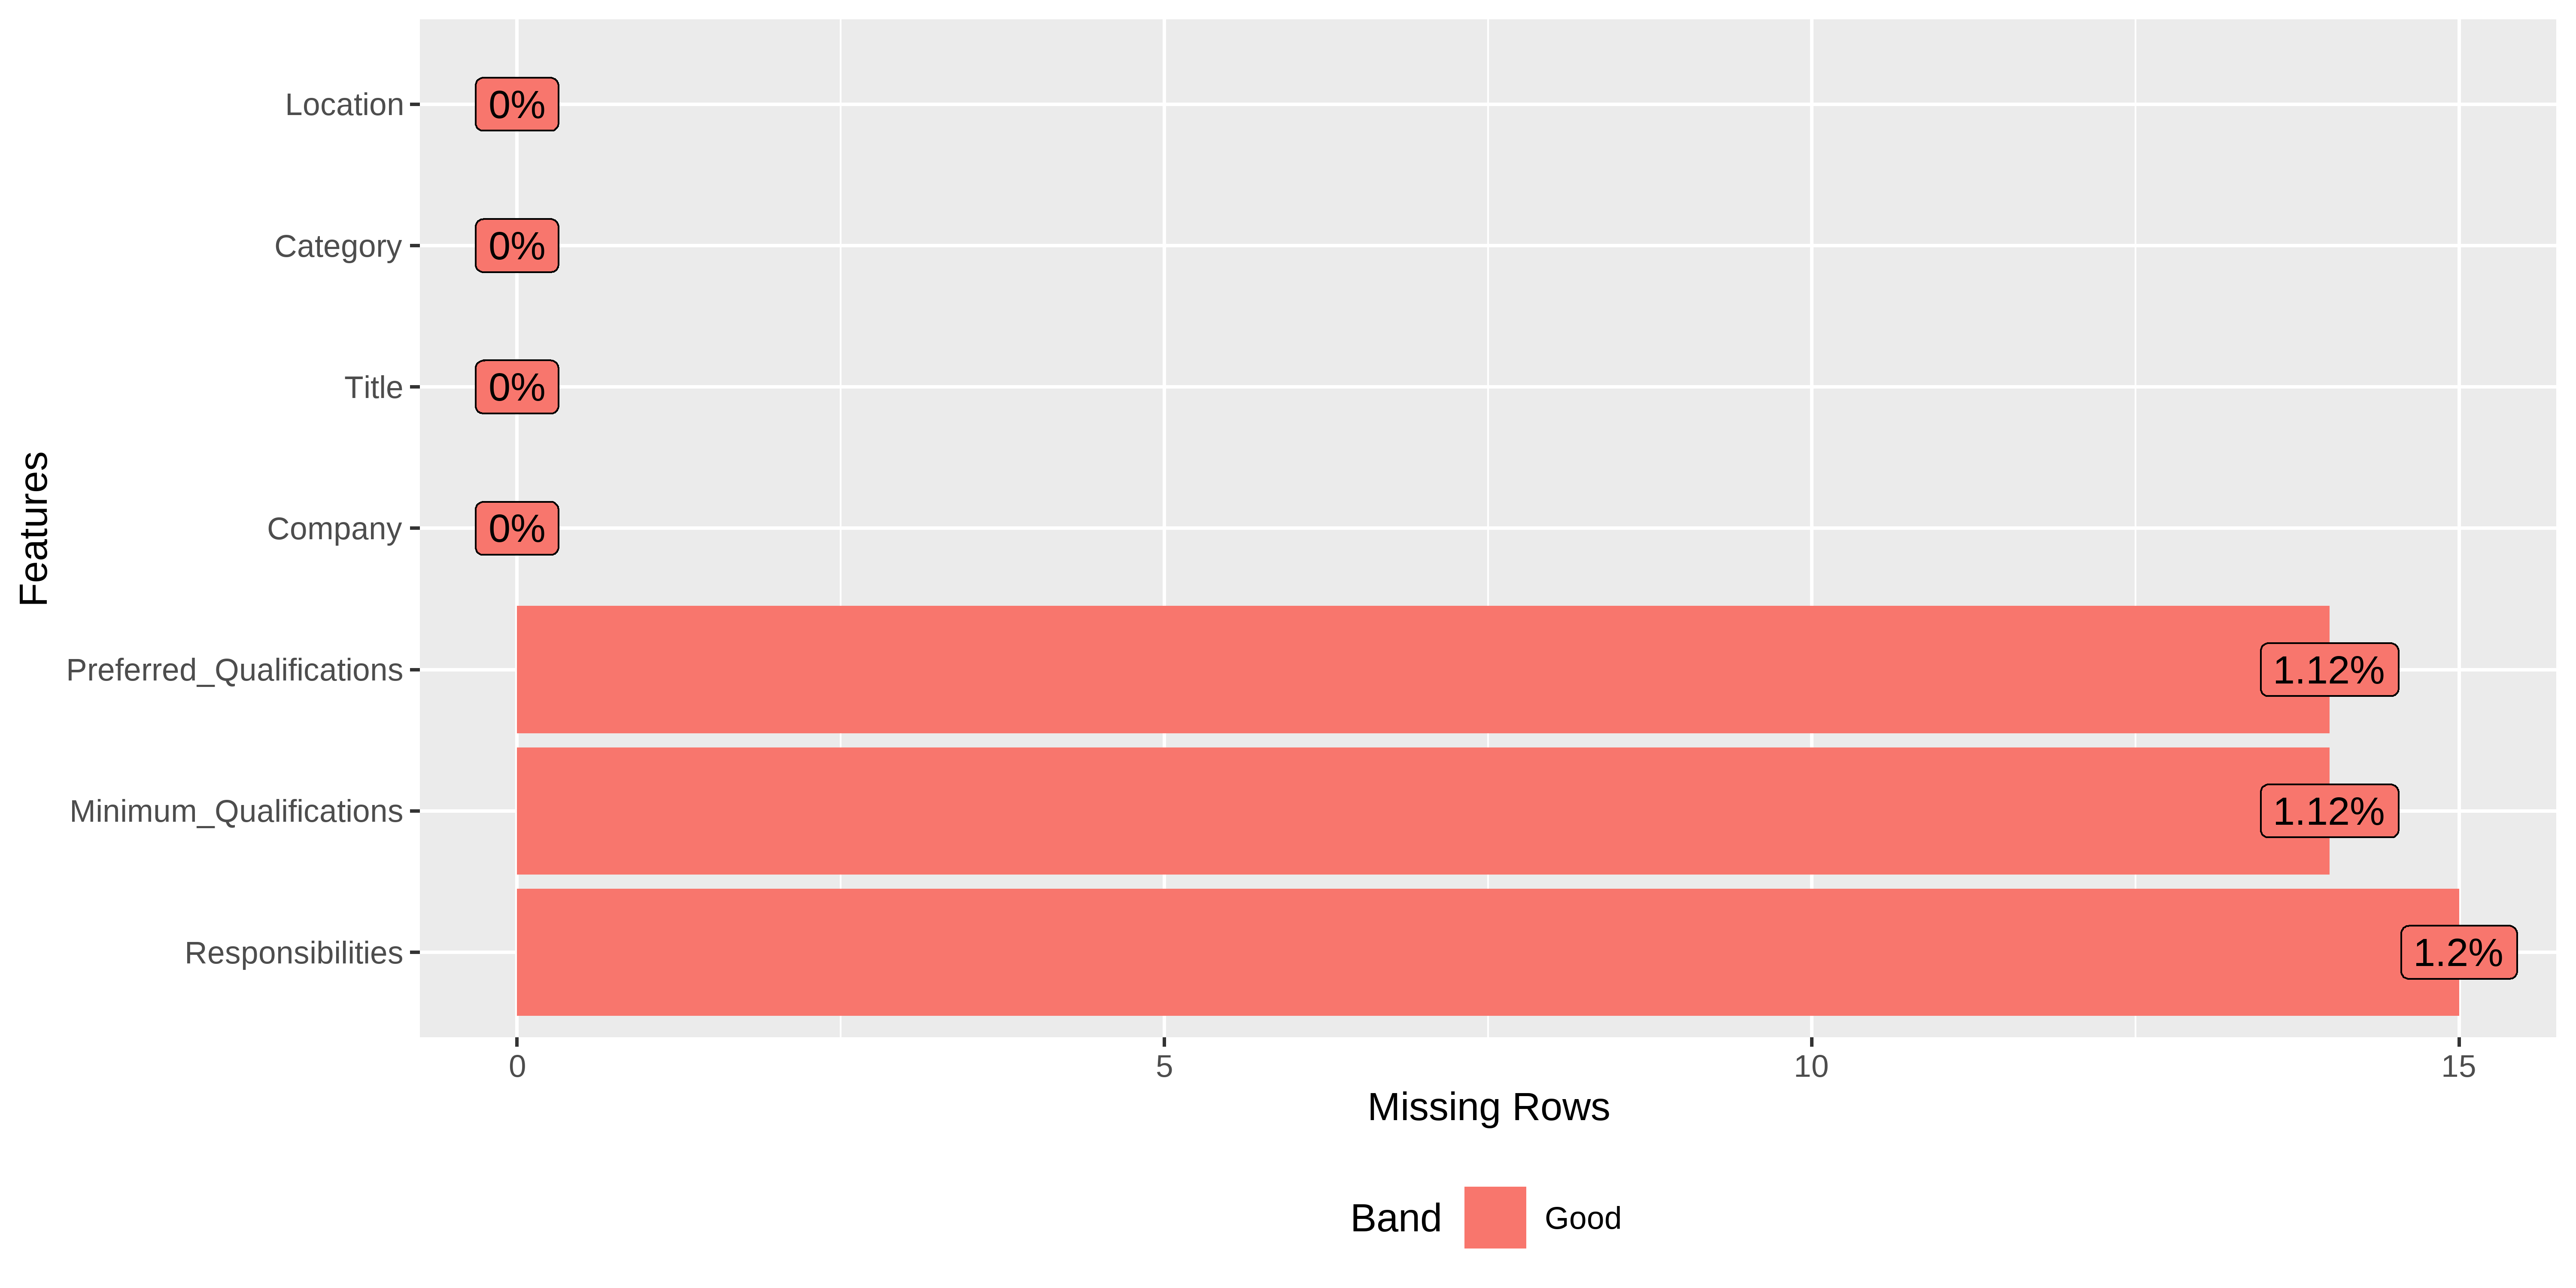 Features
Location
0%
Category
0%
Title
0%
Company
0%
Preferred_Qualifications
1.12%
Minimum_Qualifications
1.12%
Responsibilities
1.2%
0 5 10 15
Missing Rows
Band Good